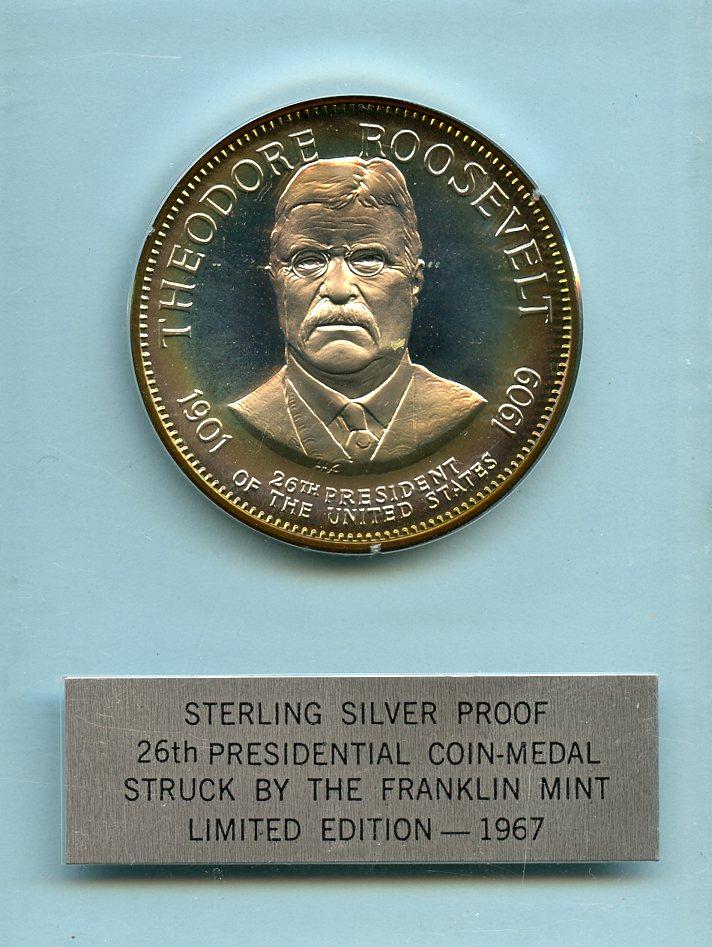 THEODORE ROOSEVELT
1901
1909
26TH PRESIDENT
OF THE UNITED STATES
STERLING SILVER PROOF
26th PRESIDENTIAL COIN-MEDAL
STRUCK BY THE FRANKLIN MINT
LIMITED EDITION — 1967